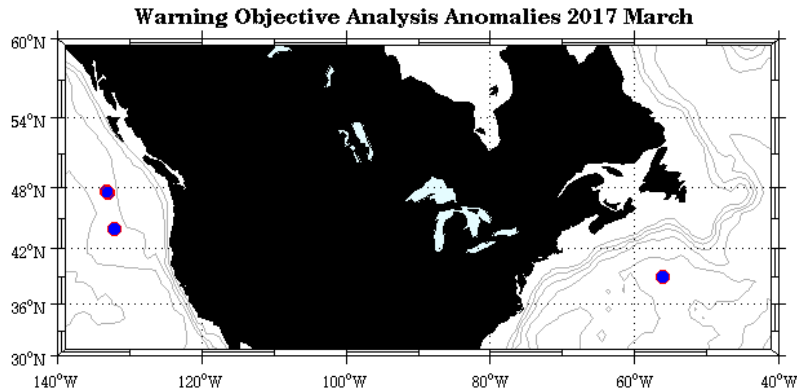 Warning Objective Analysis Anomalies 2017 March
60°N
54°N
48°N
42°N
36°N
30°N
140°W 120°W 100°W 80°W 60°W 40°W